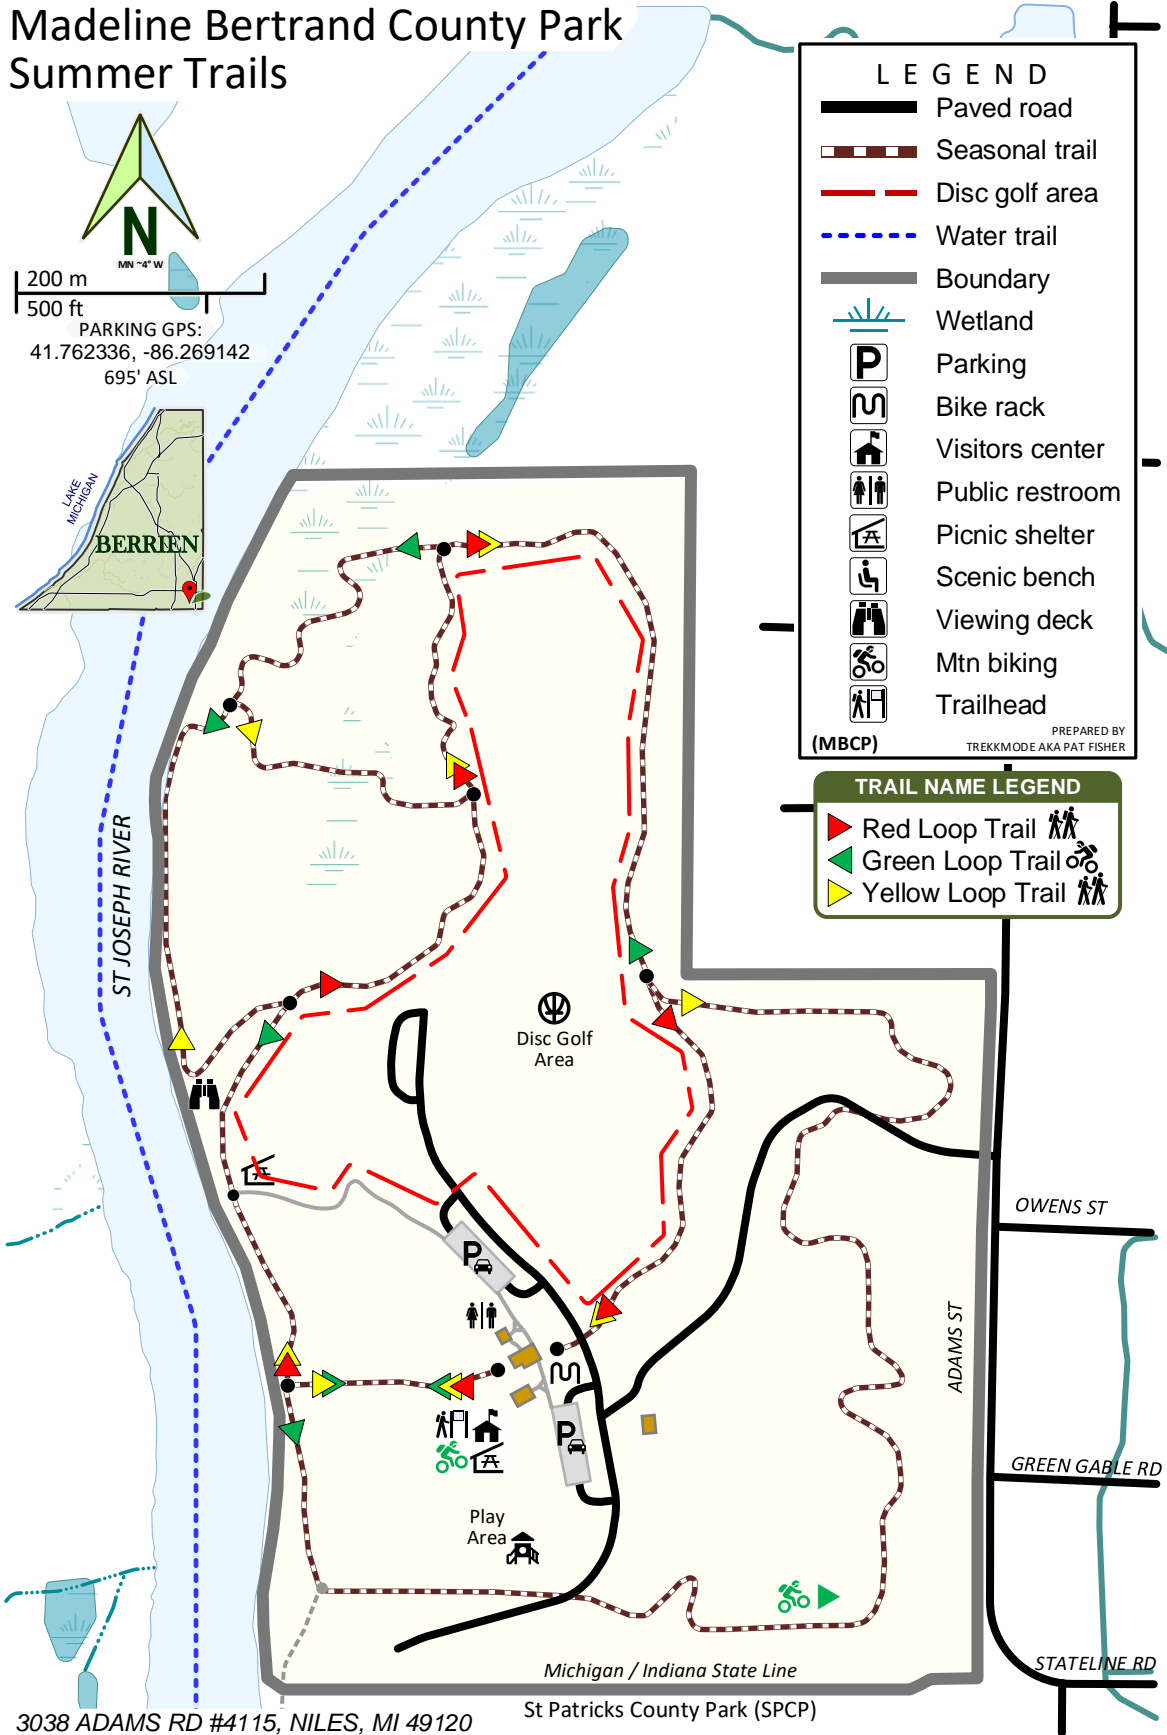 Madeline Bertrand County Park
Summer Trails
N
MN ~4° W
200 m
500 ft
PARKING GPS:
41.762336, -86.269142
695' ASL
LAKE
MICHIGAN
BERRIEN
LEGEND
Paved road
Seasonal trail
Disc golf area
Water trail
Boundary
Wetland
P
Parking
Bike rack
Visitors center
Public restroom
Picnic shelter
Scenic bench
Viewing deck
Mtn biking
Trailhead
(MBCP)
PREPARED BY
TREKKMODE AKA PAT FISHER
TRAIL NAME LEGEND
Red Loop Trail
Green Loop Trail
Yellow Loop Trail
ST JOSEPH RIVER
Disc Golf
Area
P
P
Play
Area
OWENS ST
ADAMS ST
GREEN GABLE RD
STATELINE RD
Michigan / Indiana State Line
St Patricks County Park (SPCP)
3038 ADAMS RD #4115, NILES, MI 49120